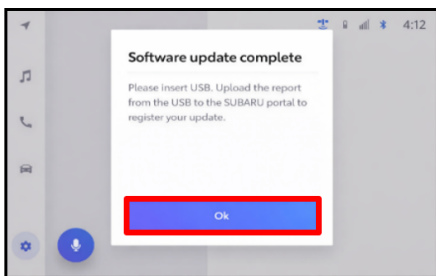 4:12
Software update complete
Please insert USB. Upload the report
from the USB to the SUBARU portal to
register your update.
Ok